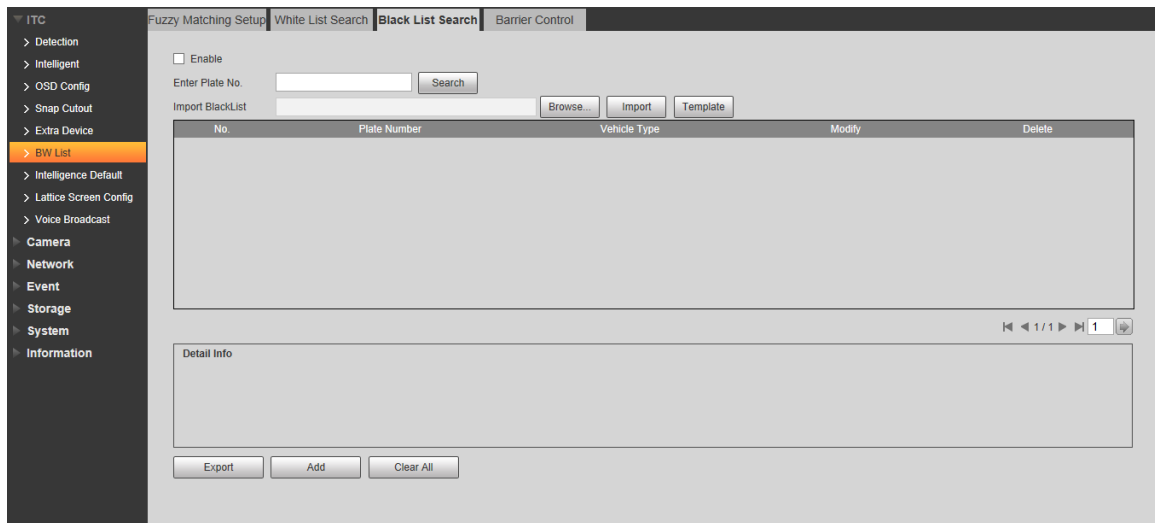 ITC
Detection
Intelligent
OSD Config
Snap Cutout
Extra Device
BW List
Intelligence Default
Lattice Screen Config
Voice Broadcast
Camera
Network
Event
Storage
System
Information
Fuzzy Matching Setup White List Search Black List Search Barrier Control
Enable
Enter Plate No. Search
Import BlackList Browse... Import Template
No. Plate Number Vehicle Type Modify Delete
1 / 1 1
Detail Info
Export Add Clear All